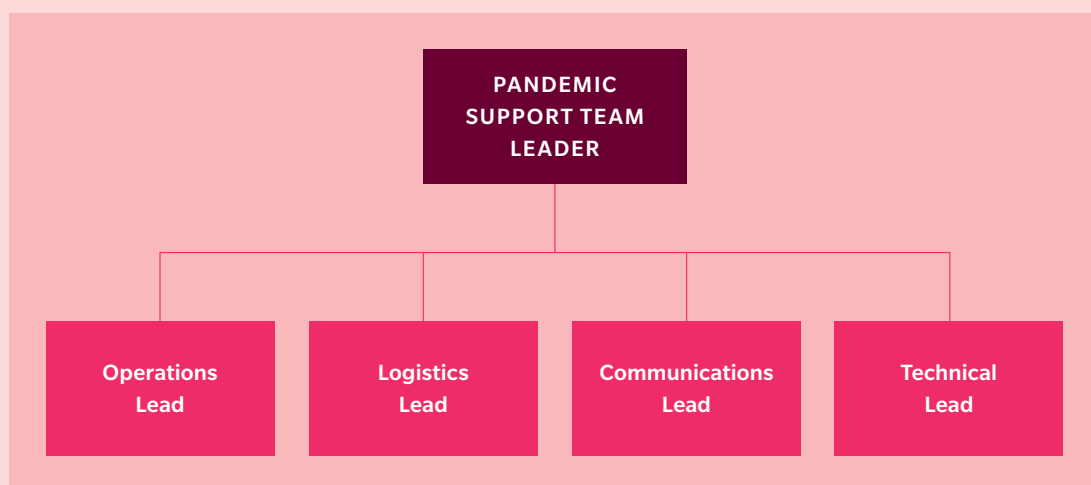 PANDEMIC
SUPPORT TEAM
LEADER
Operations
Lead
Logistics
Lead
Communications
Lead
Technical
Lead